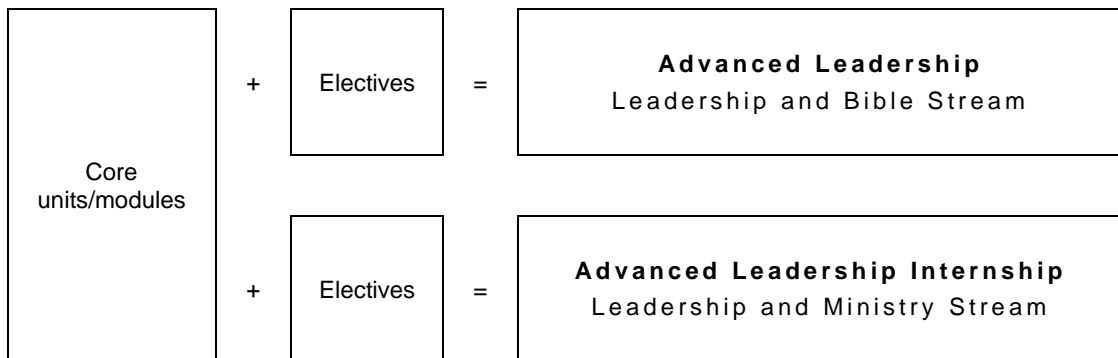 Core
units/modules
+
Electives
=
Advanced Leadership
Leadership and Bible Stream
+
Electives
=
Advanced Leadership Internship
Leadership and Ministry Stream